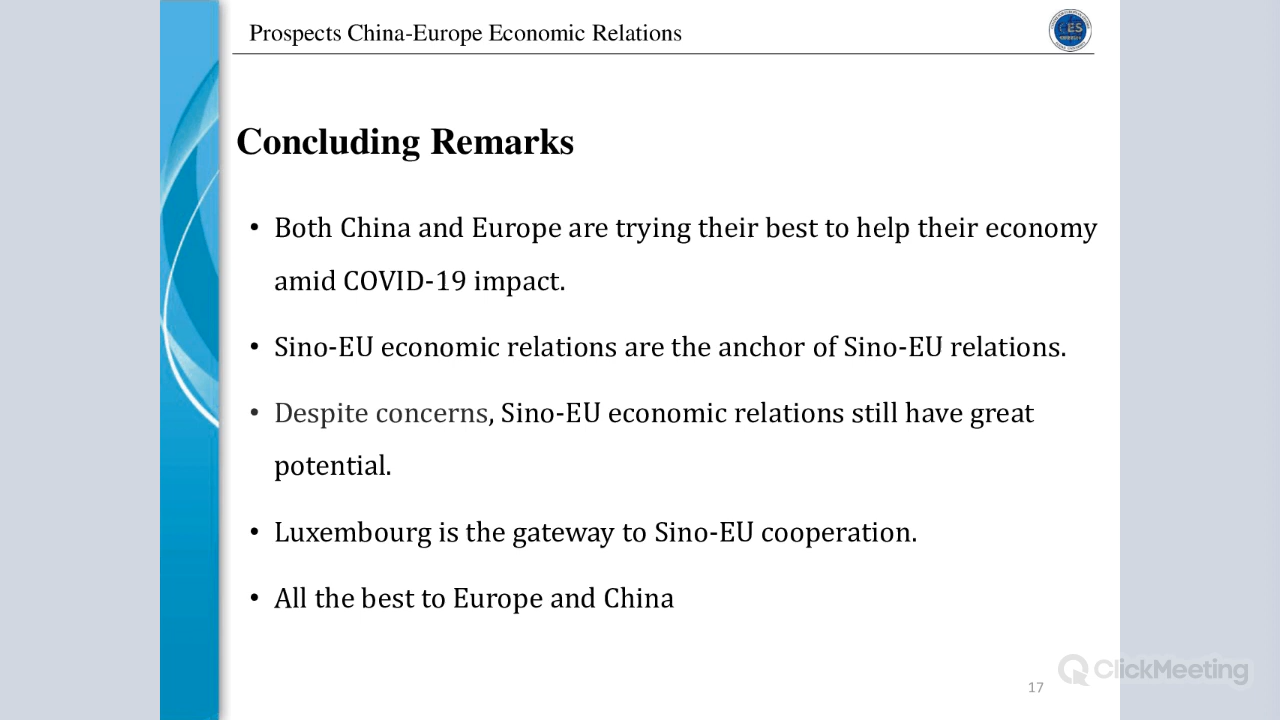 Prospects China-Europe Economic Relations
CES
Concluding Remarks
• Both China and Europe are trying their best to help their economy
amid COVID-19 impact.
• Sino-EU economic relations are the anchor of Sino-EU relations.
• Despite concerns, Sino-EU economic relations still have great
potential.
• Luxembourg is the gateway to Sino-EU cooperation.
• All the best to Europe and China
ClickMeeting
17